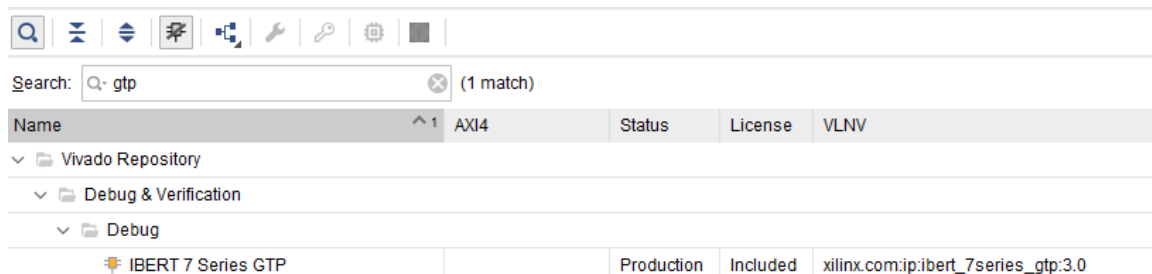 Search: gtp (1 match)
Name 1 AXI4 Status License VLNV
Vivado Repository
Debug & Verification
Debug
IBERT 7 Series GTP Production Included xilinx.com:ip:ibert_7series_gtp:3.0